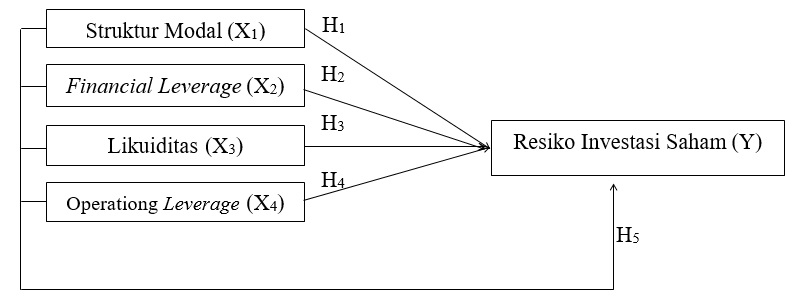 Struktur Modal (X1)
H1
Financial Leverage (X2)
H2
Likuiditas (X3)
H3
Operationg Leverage (X4)
H4
Resiko Investasi Saham (Y)
H5